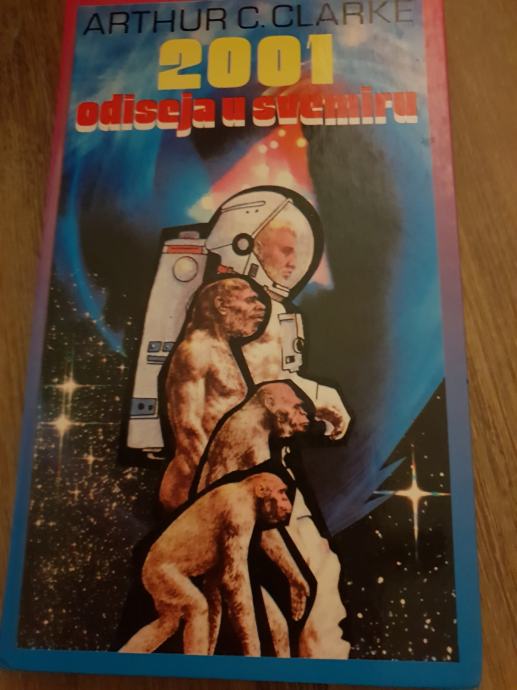 ARTHUR C. CLARKE
2001
odiseja u svemiru